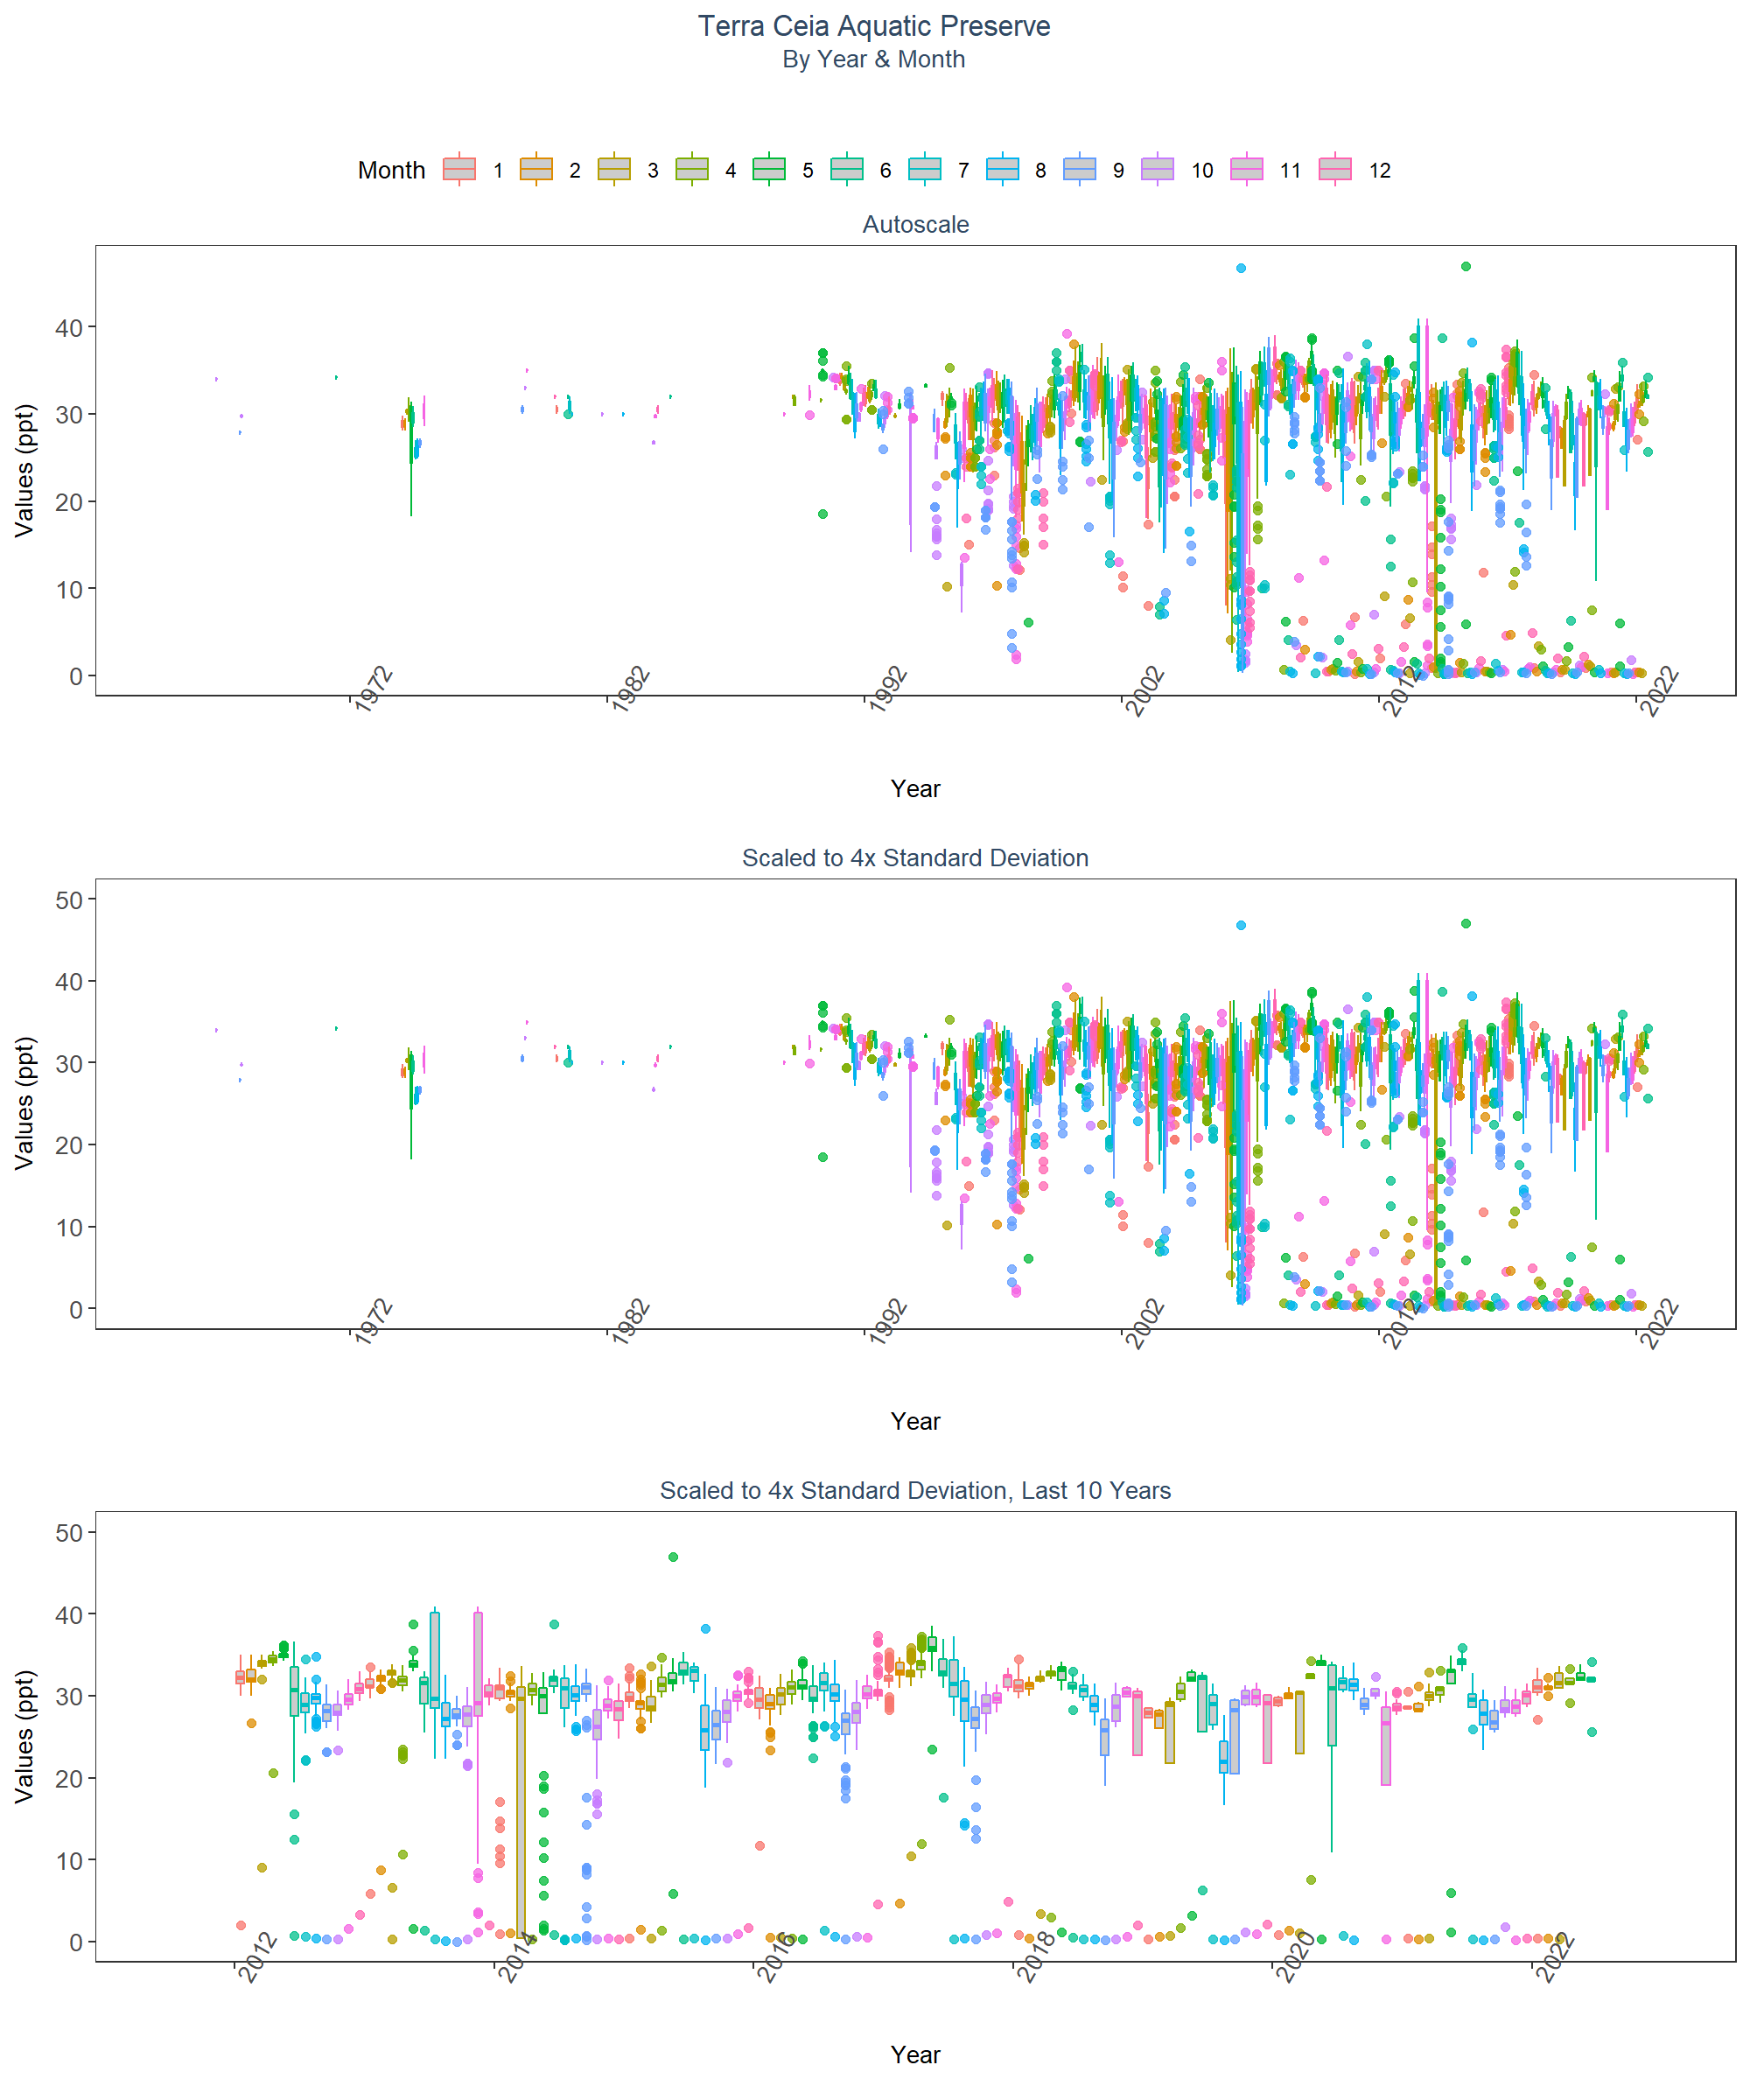 Terra Ceia Aquatic Preserve
By Year & Month
Month 1 2 3 4 5 6 7 8 9 10 11 12
Autoscale
Values (ppt)
40
30
20
10
0
1972 1982 1992 2002 2012 2022
Year
Scaled to 4x Standard Deviation
Values (ppt)
50
40
30
20
10
0
1972 1982 1992 2002 2012 2022
Year
Scaled to 4x Standard Deviation, Last 10 Years
Values (ppt)
50
40
30
20
10
0
2012 2014 2016 2018 2020 2022
Year